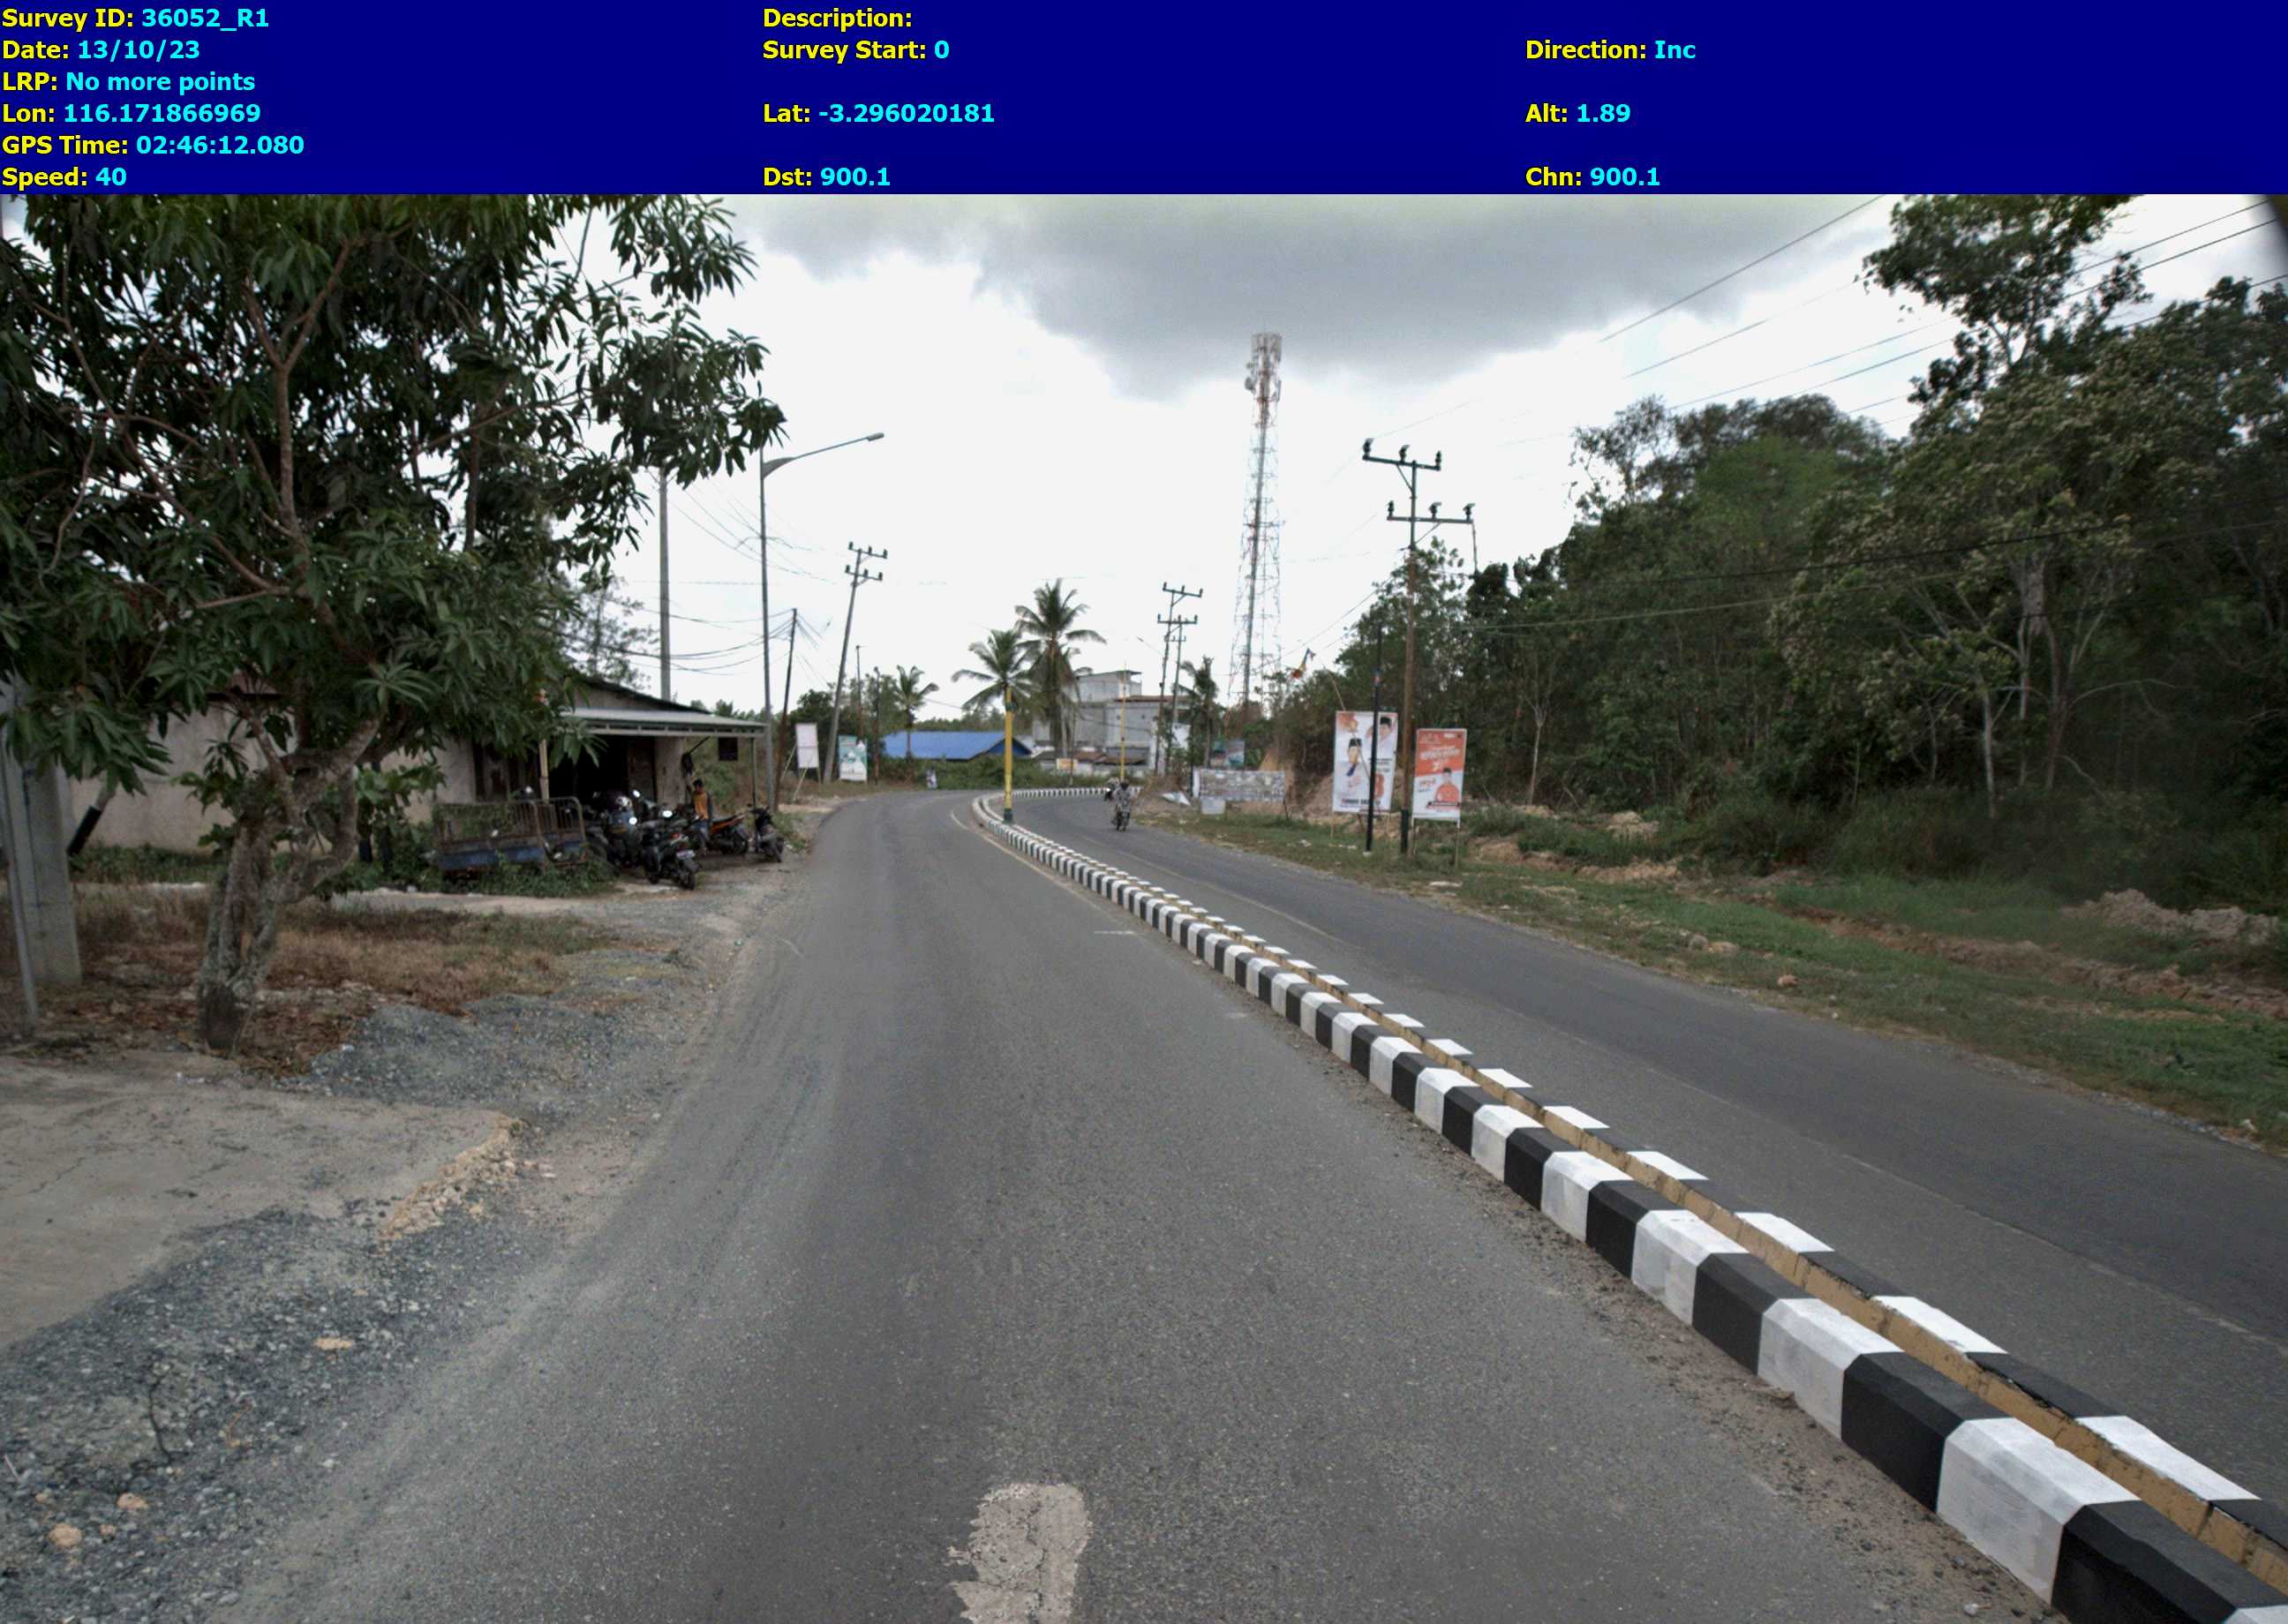 Survey ID: 36052_R1
Description:
Date: 13/10/23
Survey Start: 0
Direction: Inc
LRP: No more points
Lon: 116.171866969
Lat: -3.296020181
Alt: 1.89
GPS Time: 02:46:12.080
Speed: 40
Dst: 900.1
Chn: 900.1